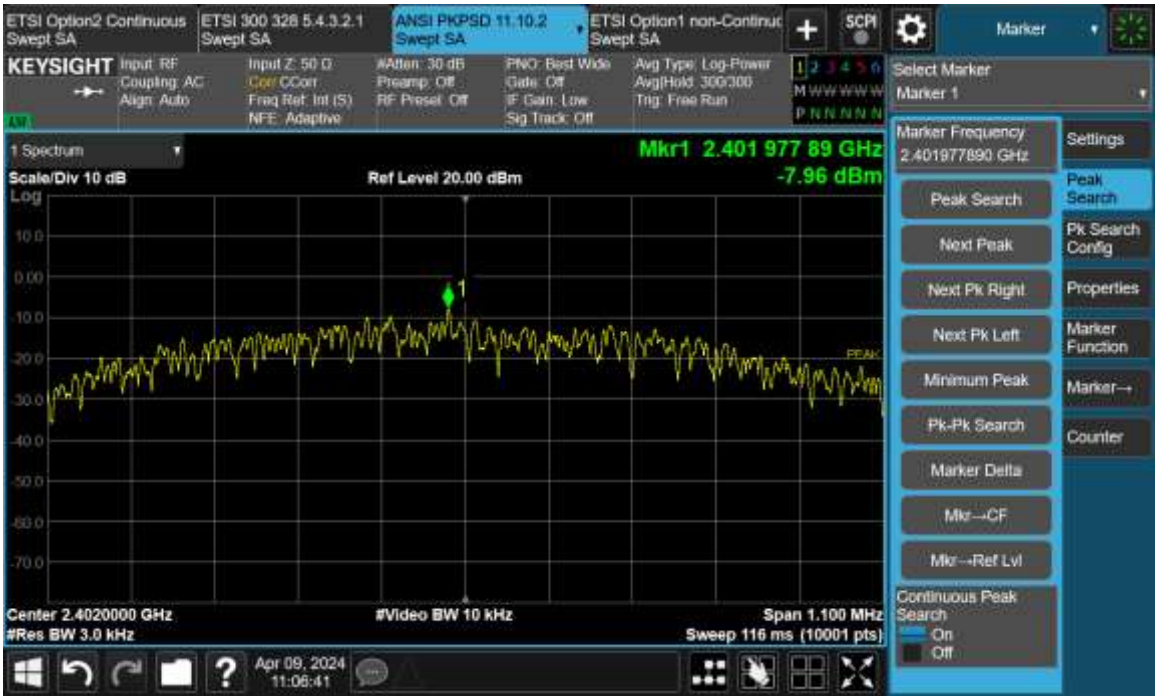 ETSI Option2 Continuous
Swept SA
ETSI 300 328 5.4.3.2.1
Swept SA
ANSI PKPSD 11.10.2
Swept SA
ETSI Option1 non-Continuc
Swept SA
SCPI
Marker
KEYSIGHT
Input: RF
Coupling: AC
Align: Auto
Input Z: 50 Ω
Corr CCorr
Freq Ref: Int (S)
NFE: Adaptive
#Atten: 30 dB
Preamp: Off
RF Presel: Off
PNO: Best Wide
Gate: Off
IF Gain: Low
Sig Track: Off
Avg Type: Log-Power
Avg|Hold: 300/300
Trig: Free Run
1 2 3 4 5 6
M W W W W W
P N N N N N
Select Marker
Marker 1
1 Spectrum
Mkr1 2.401 977 89 GHz
Scale/Div 10 dB
Ref Level 20.00 dBm
-7.96 dBm
Log
10.0
0.00
-10.0
-20.0
-30.0
-40.0
-50.0
-60.0
-70.0
1
PEAK
Center 2.4020000 GHz
#Video BW 10 kHz
Span 1.100 MHz
#Res BW 3.0 kHz
Sweep 116 ms (10001 pts)
Marker Frequency
2.401977890 GHz
Peak Search
Next Peak
Next Pk Right
Next Pk Left
Minimum Peak
Pk-Pk Search
Marker Delta
Mkr→CF
Mkr→Ref Lvl
Continuous Peak
Search
On
Off
Settings
Peak
Search
Pk Search
Config
Properties
Marker
Function
Marker→
Counter
?
Apr 09, 2024
11:06:41